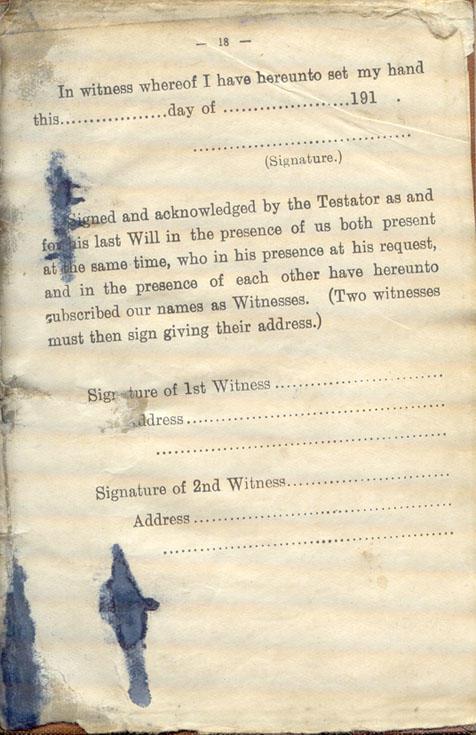 — 18 —
In witness whereof I have hereunto set my hand
this..................day of .....................191 .
.......................................
(Signature.)
Signed and acknowledged by the Testator as and
for his last Will in the presence of us both present
at the same time, who in his presence at his request,
and in the presence of each other have hereunto
subscribed our names as Witnesses. (Two witnesses
must then sign giving their address.)
Signature of 1st Witness .............................
Address............................................
..................................................
Signature of 2nd Witness............................
Address ............................................
..................................................